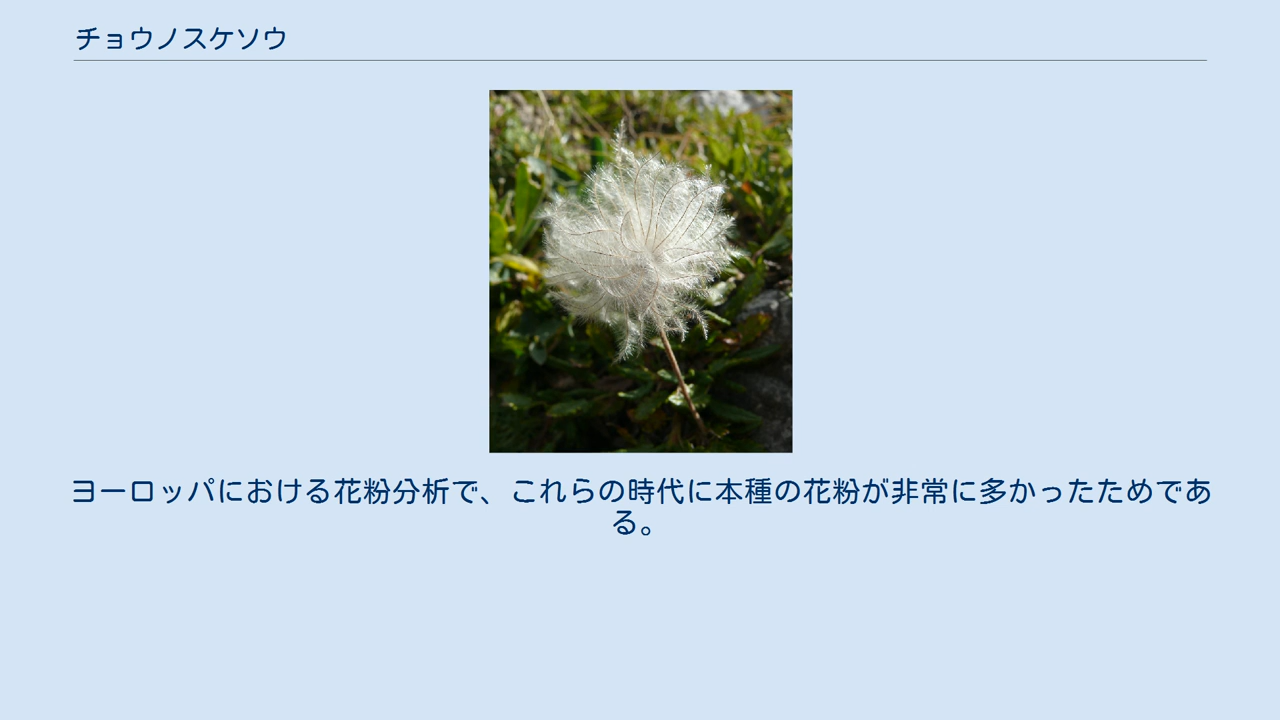 チョウノスケソウ
ヨーロッパにおける花粉分析で、これらの時代に本種の花粉が非常に多かったためであ
る。